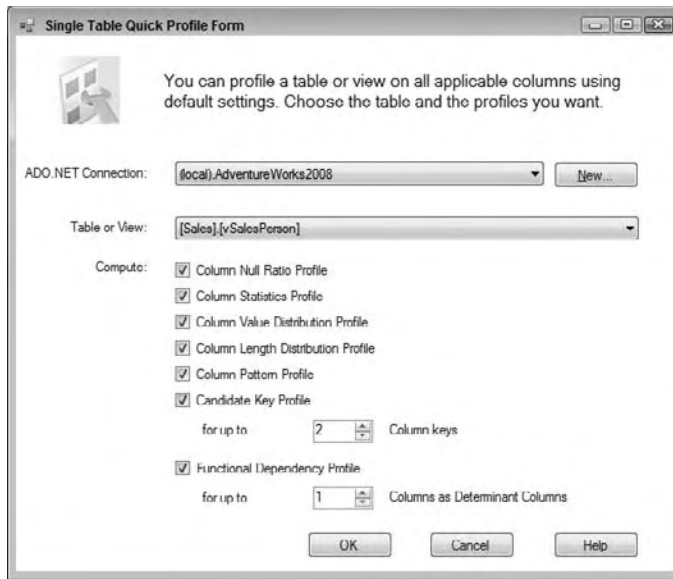 Single Table Quick Profile Form
You can profile a table or view on all applicable columns using
default settings. Choose the table and the profiles you want.
ADO.NET Connection: (local).AdventureWorks2008 New...
Table or View: [Sales].[vSalesPerson]
Compute: Column Null Ratio Profile
Column Statistics Profile
Column Value Distribution Profile
Column Length Distribution Profile
Column Pattern Profile
Candidate Key Profile
for up to 2 Column keys
Functional Dependency Profile
for up to 1 Columns as Determinant Columns
OK Cancel Help